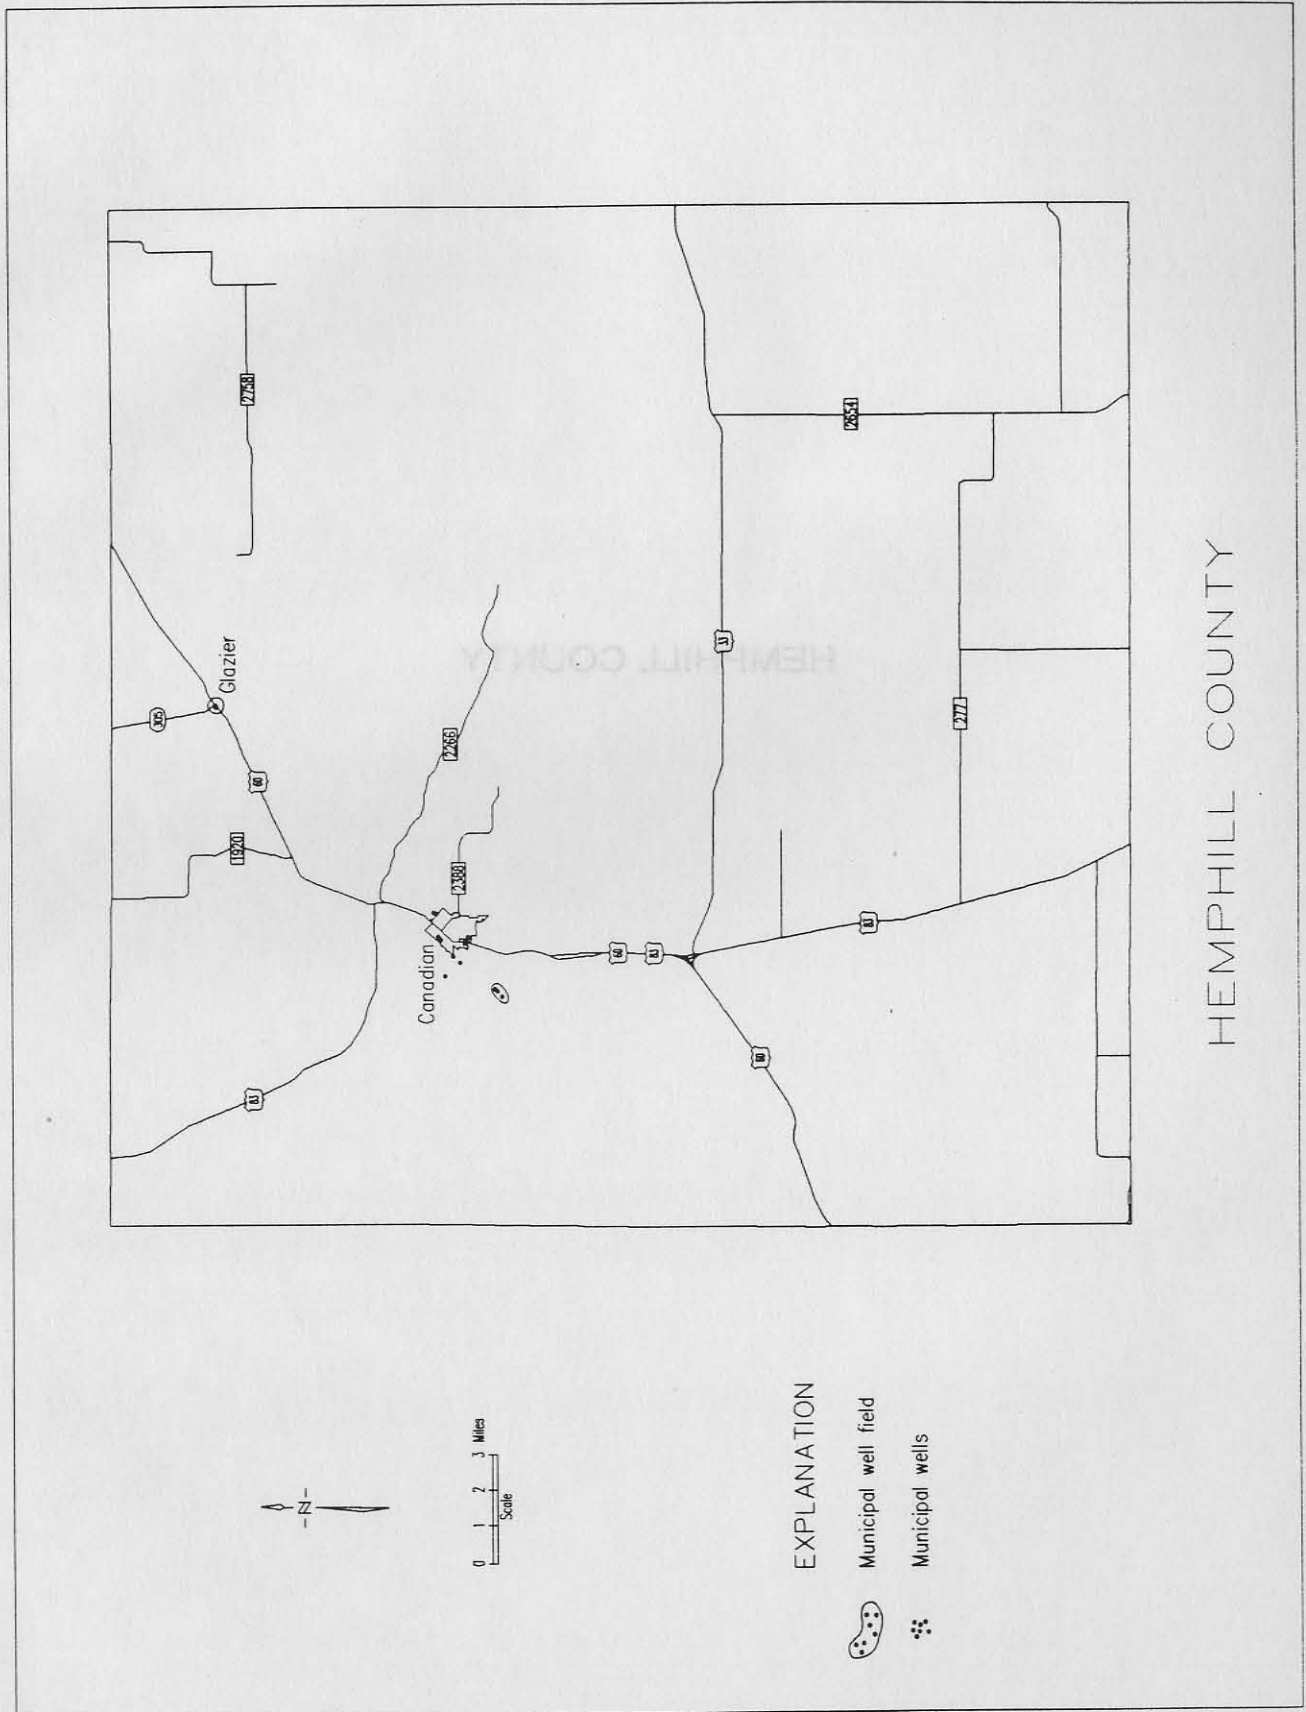 HEMPHILL COUNTY
305
Glazier
60
1920
2758
2266
2388
Canadian
83
60
83
33
60
83
2654
277
N
0 1 2 3 Miles
Scale
EXPLANATION
Municipal well field
Municipal wells
HEMPHILL COUNTY